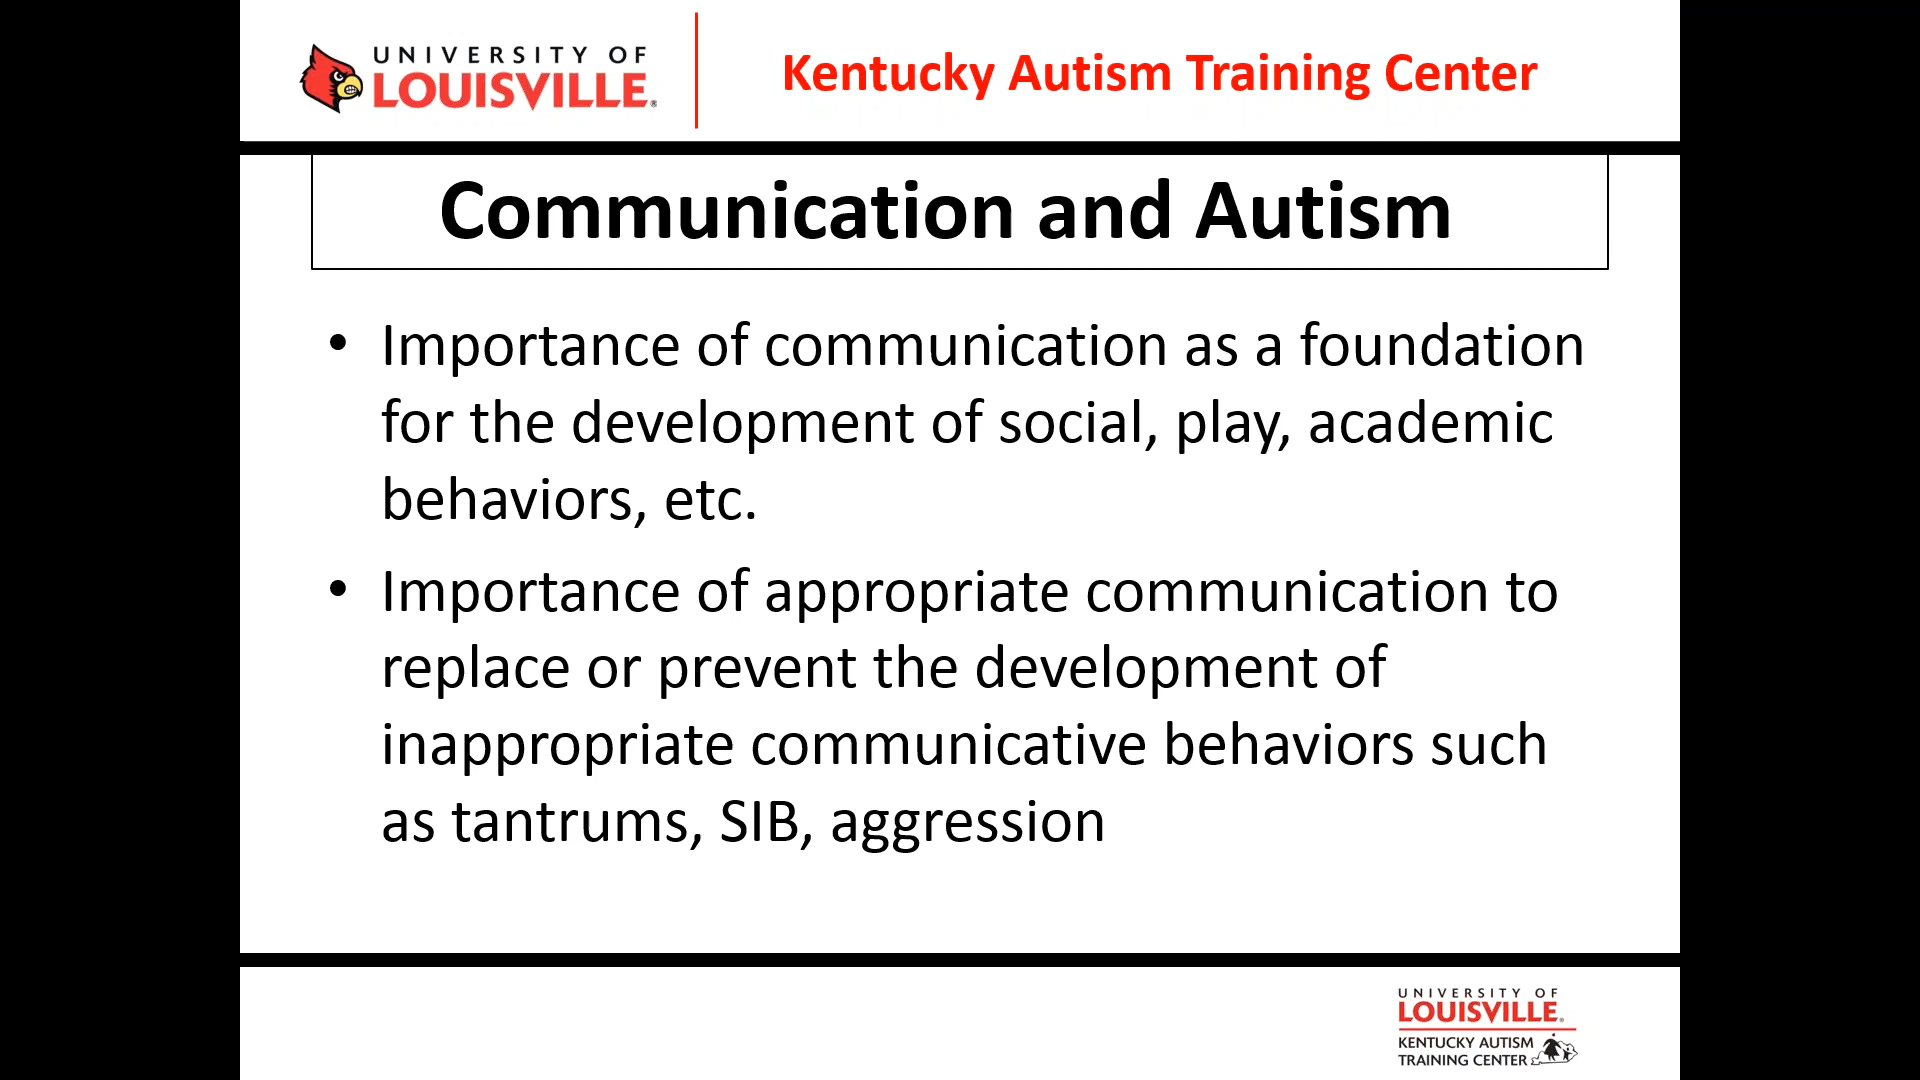 UNIVERSITY OF
LOUISVILLE®
Kentucky Autism Training Center
Communication and Autism
• Importance of communication as a foundation
for the development of social, play, academic
behaviors, etc.
• Importance of appropriate communication to
replace or prevent the development of
inappropriate communicative behaviors such
as tantrums, SIB, aggression
UNIVERSITY OF
LOUISVILLE®
KENTUCKY AUTISM
TRAINING CENTER